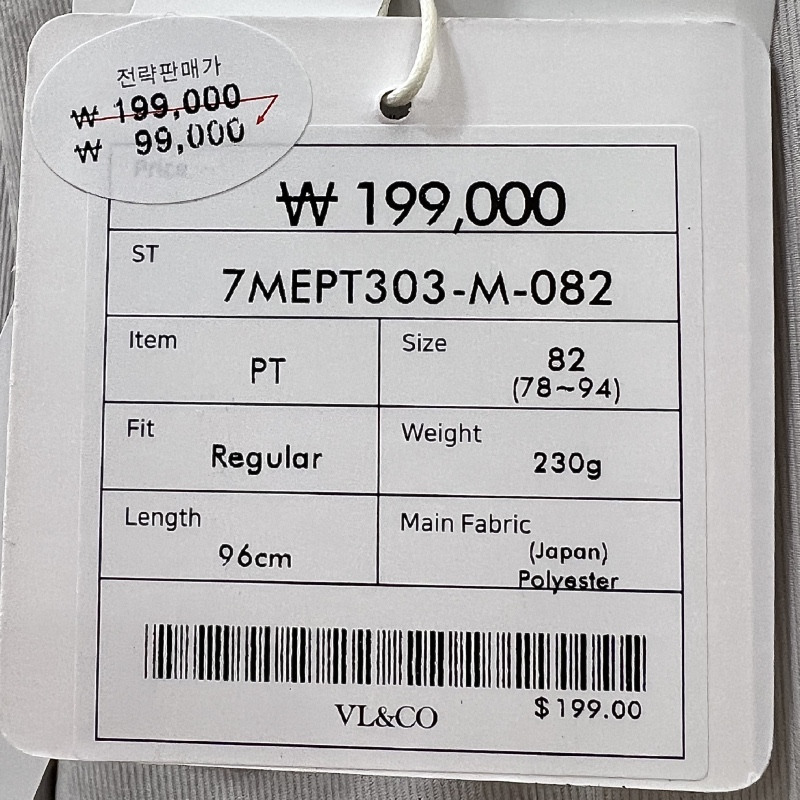 전략판매가
₩ 199,000
₩ 99,000
Price
₩ 199,000
ST
7MEPT303-M-082
Item
PT
Size
82
(78~94)
Fit
Regular
Weight
230g
Length
96cm
Main Fabric
(Japan)
Polyester
VL&CO
$199.00